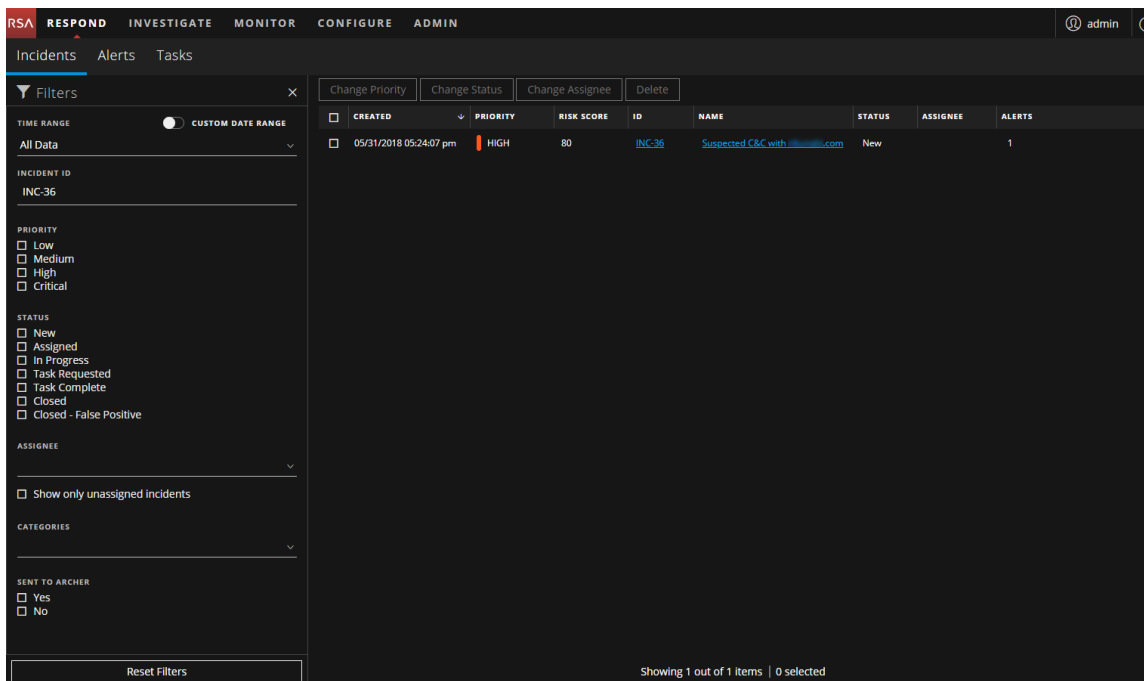 RSA RESPOND INVESTIGATE MONITOR CONFIGURE ADMIN admin
Incidents Alerts Tasks
Filters
TIME RANGE CUSTOM DATE RANGE
All Data
INCIDENT ID
INC-36
PRIORITY
Low
Medium
High
Critical
STATUS
New
Assigned
In Progress
Task Requested
Task Complete
Closed
Closed - False Positive
ASSIGNEE
Show only unassigned incidents
CATEGORIES
SENT TO ARCHER
Yes
No
Reset Filters
Change Priority Change Status Change Assignee Delete
CREATED PRIORITY RISK SCORE ID NAME STATUS ASSIGNEE ALERTS
05/31/2018 05:24:07 pm HIGH 80 INC-36 Suspected C&C with .com New 1
Showing 1 out of 1 items | 0 selected